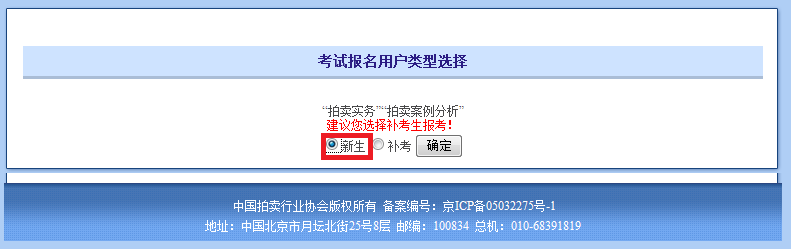 考试报名用户类型选择
“拍卖实务”“拍卖案例分析”
建议您选择补考生报考！
新生 补考 确定
中国拍卖行业协会版权所有 备案编号：京ICP备05032275号-1
地址：中国北京市月坛北街25号8层 邮编：100834 总机：010-68391819